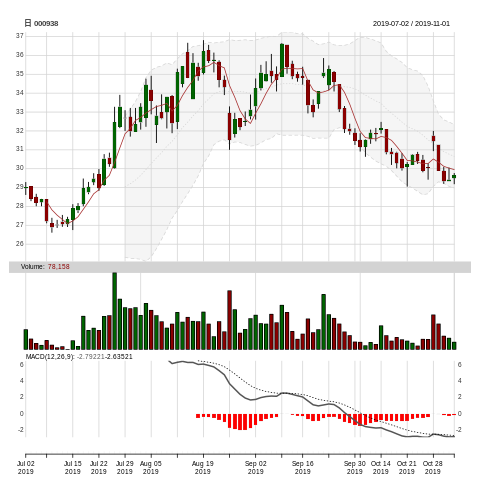 日 000938
2019-07-02 / 2019-11-01
37
36
35
34
33
32
31
30
29
28
27
26
Volume: 78,158
MACD(12,26,9): -2.79221-2.63521
6 6
4 4
2 2
0 0
-2 -2
Jul 02 Jul 15 Jul 22 Jul 29 Aug 05 Aug 19 Sep 02 Sep 16 Sep 30 Oct 14 Oct 21 Oct 28
2019 2019 2019 2019 2019 2019 2019 2019 2019 2019 2019 2019